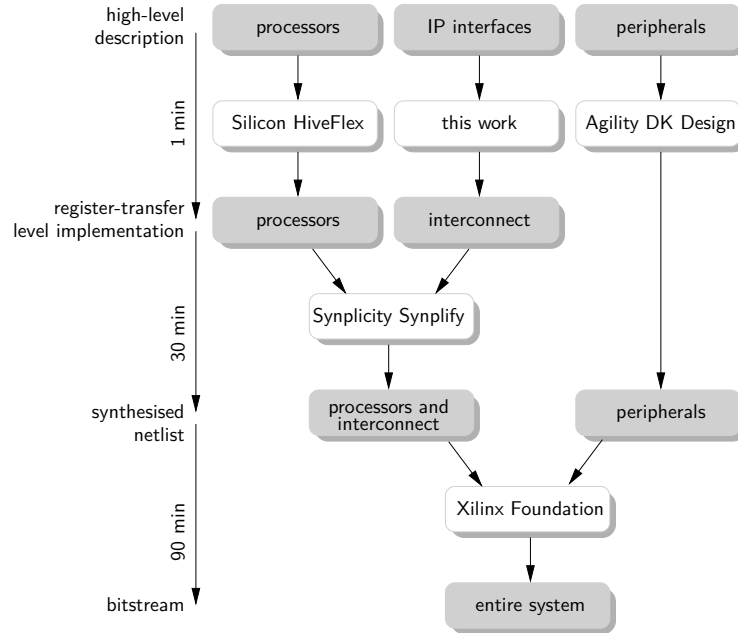 high-level
description
processors
IP interfaces
peripherals
1 min
Silicon HiveFlex
this work
Agility DK Design
register-transfer
level implementation
processors
interconnect
30 min
Synplicity Synplify
synthesised
netlist
processors and
interconnect
peripherals
90 min
Xilinx Foundation
bitstream
entire system